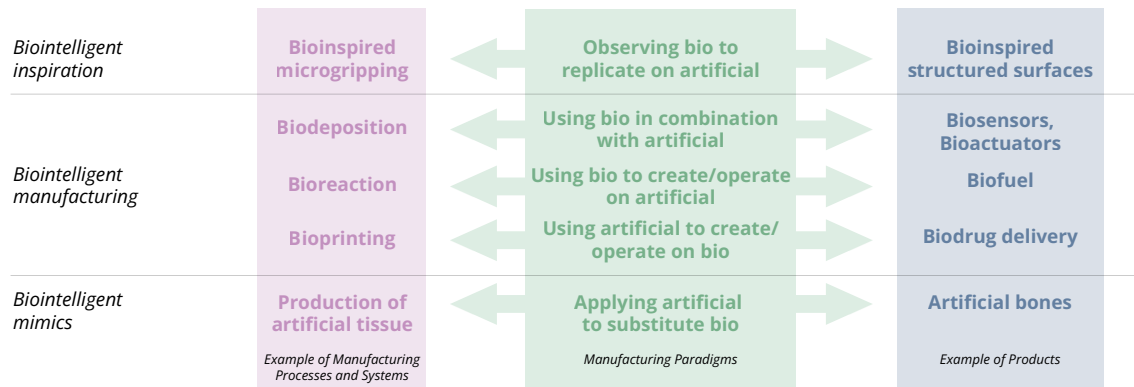 Biointelligent
inspiration
Bioinspired
microgripping
Observing bio to
replicate on artificial
Bioinspired
structured surfaces
Biointelligent
manufacturing
Biodeposition
Using bio in combination
with artificial
Biosensors,
Bioactuators
Bioreaction
Using bio to create/operate
on artificial
Biofuel
Bioprinting
Using artificial to create/
operate on bio
Biodrug delivery
Biointelligent
mimics
Production of
artificial tissue
Applying artificial
to substitute bio
Artificial bones
Example of Manufacturing
Processes and Systems
Manufacturing Paradigms
Example of Products